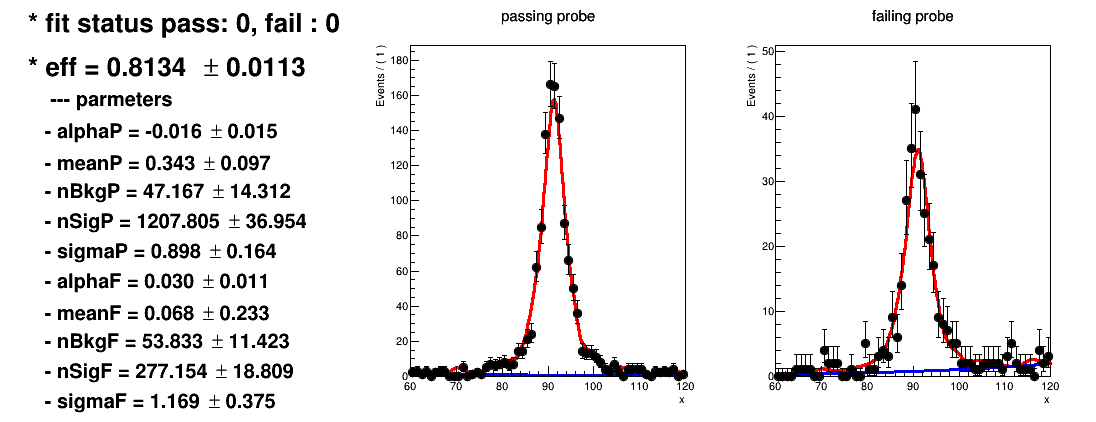 * fit status pass: 0, fail : 0
* eff = 0.8134 ± 0.0113
--- parmeters
- alphaP = -0.016 ± 0.015
- meanP = 0.343 ± 0.097
- nBkgP = 47.167 ± 14.312
- nSigP = 1207.805 ± 36.954
- sigmaP = 0.898 ± 0.164
- alphaF = 0.030 ± 0.011
- meanF = 0.068 ± 0.233
- nBkgF = 53.833 ± 11.423
- nSigF = 277.154 ± 18.809
- sigmaF = 1.169 ± 0.375
passing probe
Events / ( 1 )
180
160
140
120
100
80
60
40
20
0
60 70 80 90 100 110 120
x
failing probe
Events / ( 1 )
50
40
30
20
10
0
60 70 80 90 100 110 120
x